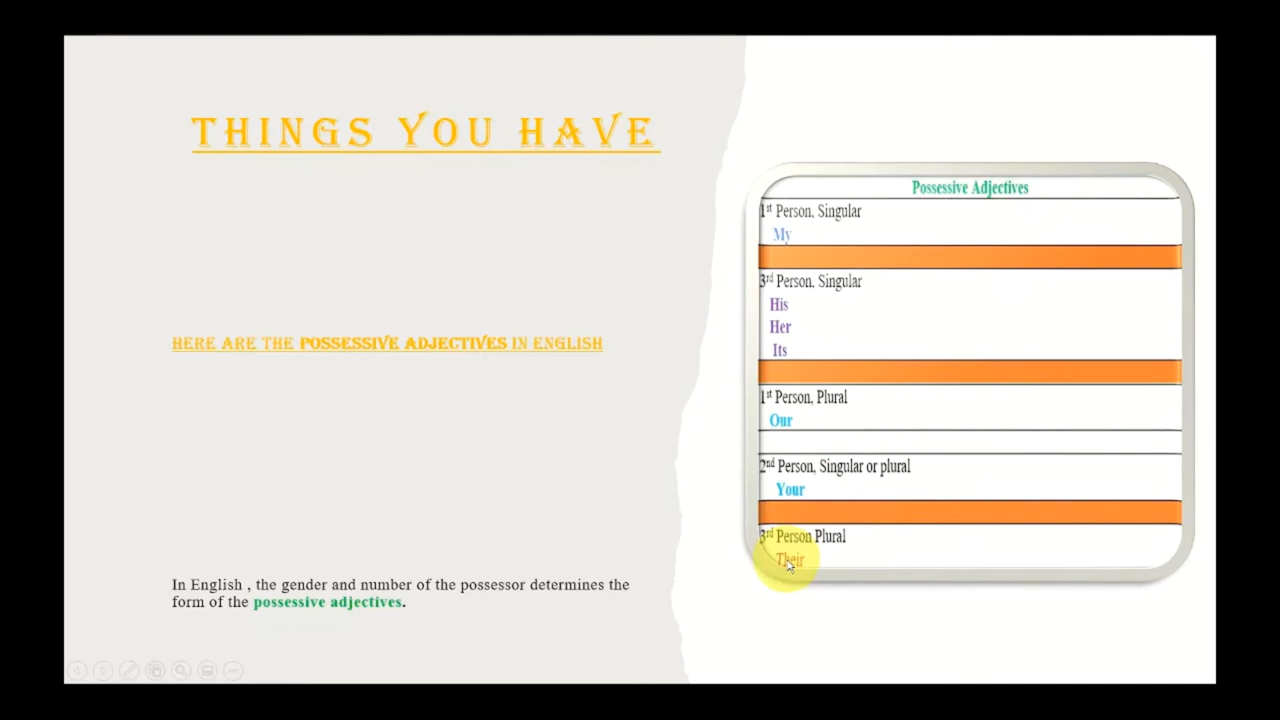 THINGS YOU HAVE
HERE ARE THE POSSESSIVE ADJECTIVES IN ENGLISH
In English , the gender and number of the possessor determines the
form of the possessive adjectives.
Possessive Adjectives
1st Person, Singular
My
3rd Person, Singular
His
Her
Its
1st Person, Plural
Our
2nd Person, Singular or plural
Your
3rd Person Plural
Their